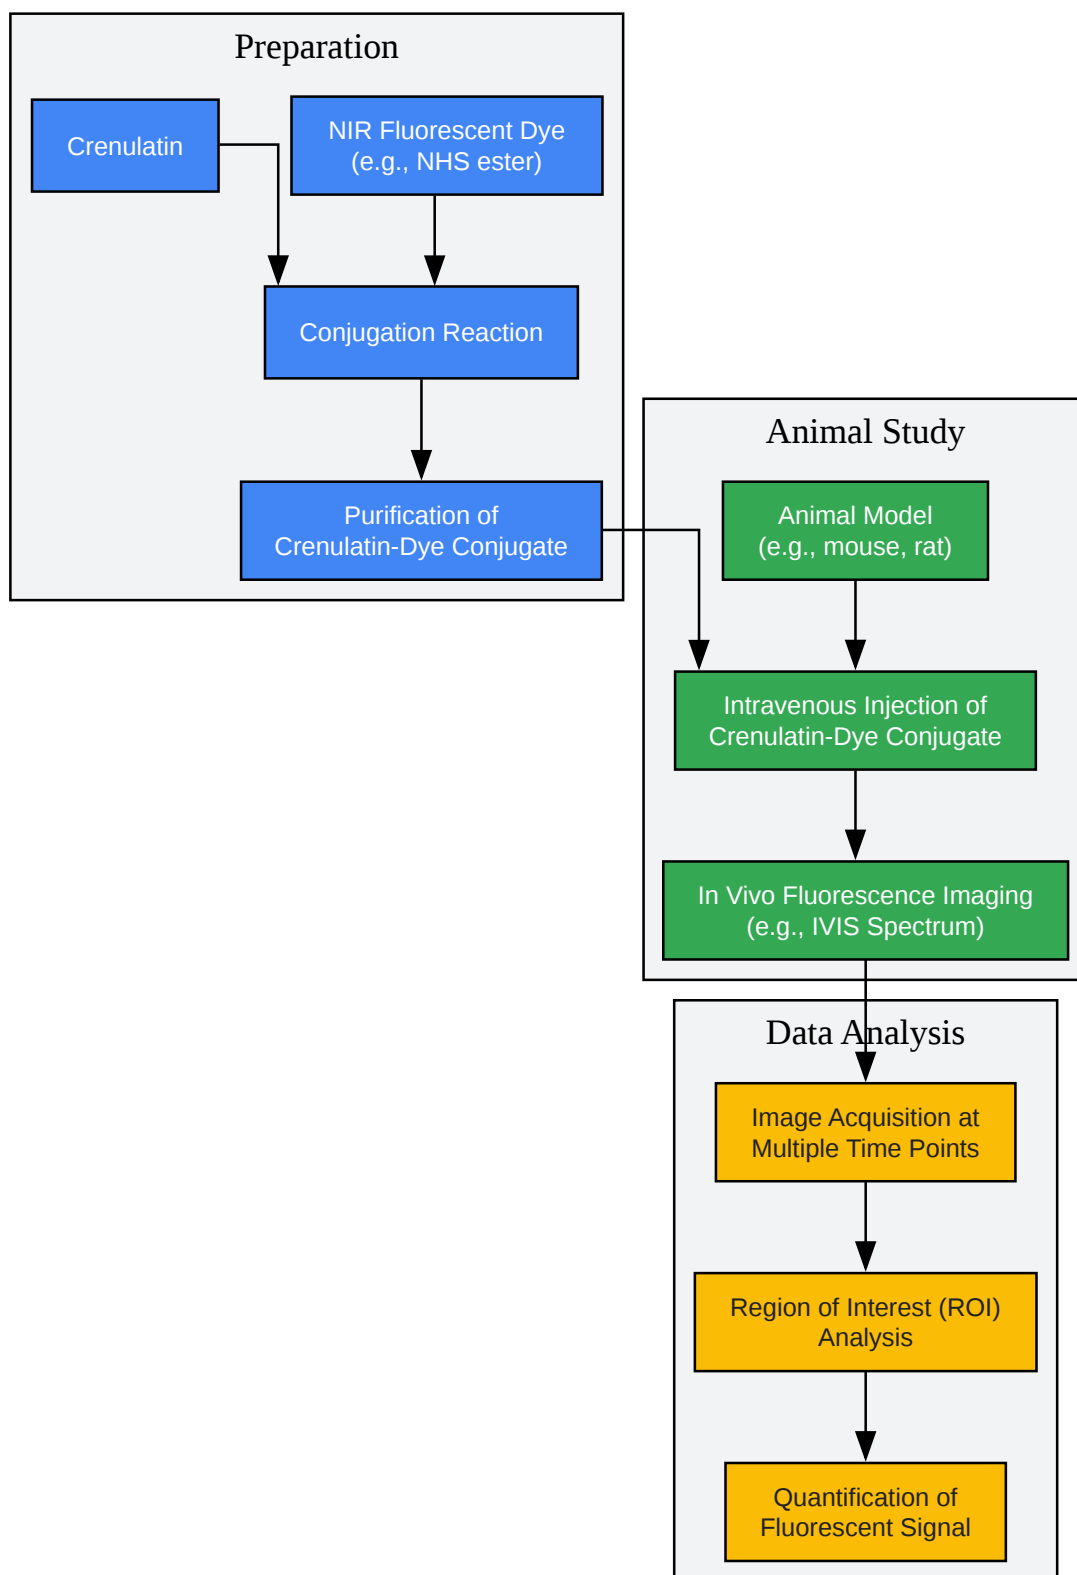 Preparation
Crenulatin
NIR Fluorescent Dye
(e.g., NHS ester)
Conjugation Reaction
Purification of
Crenulatin-Dye Conjugate
Animal Study
Animal Model
(e.g., mouse, rat)
Intravenous Injection of
Crenulatin-Dye Conjugate
In Vivo Fluorescence Imaging
(e.g., IVIS Spectrum)
Data Analysis
Image Acquisition at
Multiple Time Points
Region of Interest (ROI)
Analysis
Quantification of
Fluorescent Signal